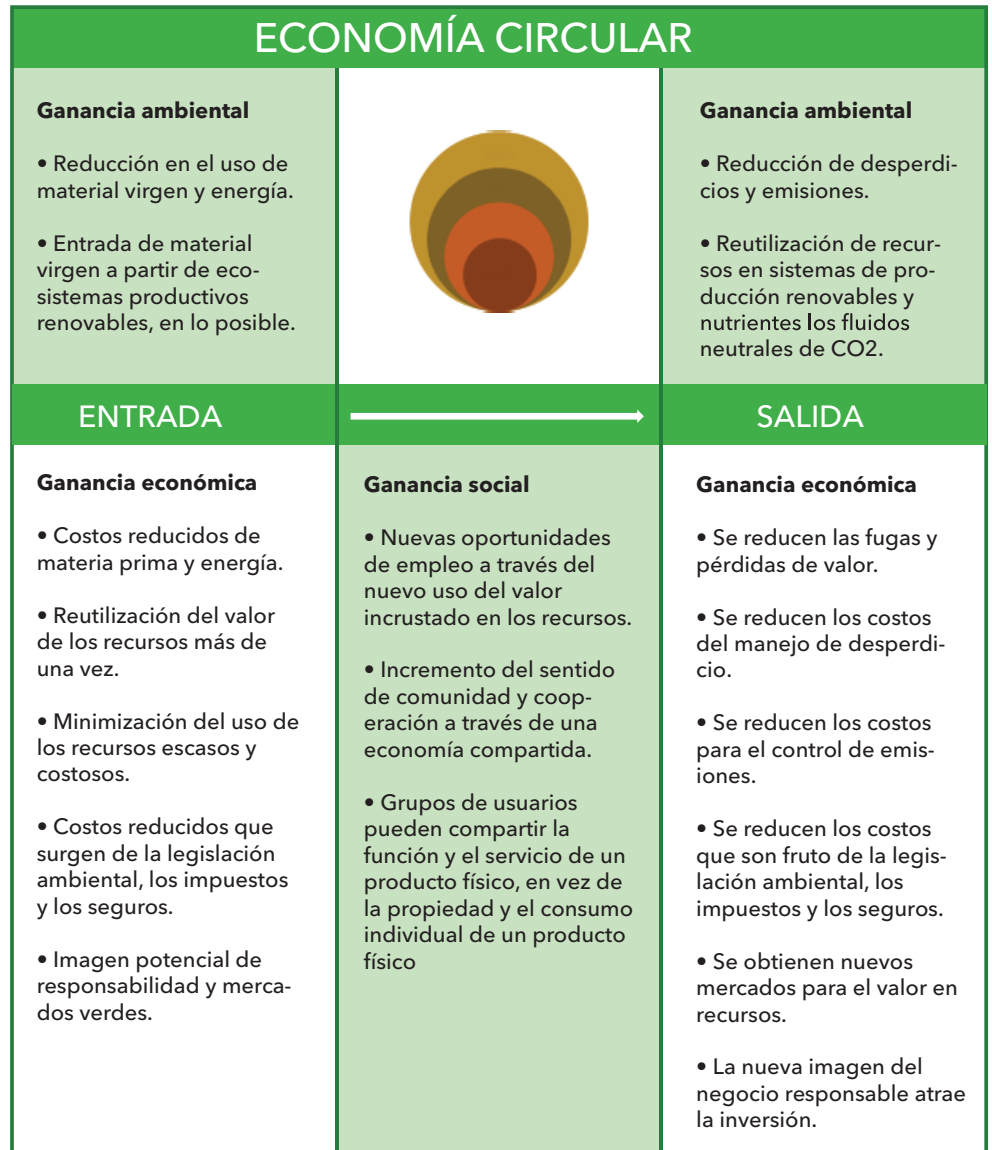 ECONOMÍA CIRCULAR
Ganancia ambiental
• Reducción en el uso de
material virgen y energía.
• Entrada de material
virgen a partir de eco-
sistemas productivos
renovables, en lo posible.
Ganancia ambiental
• Reducción de desperdi-
cios y emisiones.
• Reutilización de recur-
sos en sistemas de pro-
ducción renovables y
nutrientes los fluidos
neutrales de CO2.
ENTRADA
SALIDA
Ganancia económica
• Costos reducidos de
materia prima y energía.
• Reutilización del valor
de los recursos más de
una vez.
• Minimización del uso de
los recursos escasos y
costosos.
• Costos reducidos que
surgen de la legislación
ambiental, los impuestos
y los seguros.
• Imagen potencial de
responsabilidad y merca-
dos verdes.
Ganancia social
• Nuevas oportunidades
de empleo a través del
nuevo uso del valor
incrustado en los recursos.
• Incremento del sentido
de comunidad y coop-
eración a través de una
economía compartida.
• Grupos de usuarios
pueden compartir la
función y el servicio de un
producto físico, en vez de
la propiedad y el consumo
individual de un producto
físico
Ganancia económica
• Se reducen las fugas y
pérdidas de valor.
• Se reducen los costos
del manejo de desperdi-
cio.
• Se reducen los costos
para el control de emis-
iones.
• Se reducen los costos
que son fruto de la legis-
lación ambiental, los
impuestos y los seguros.
• Se obtienen nuevos
mercados para el valor en
recursos.
• La nueva imagen del
negocio responsable atrae
la inversión.